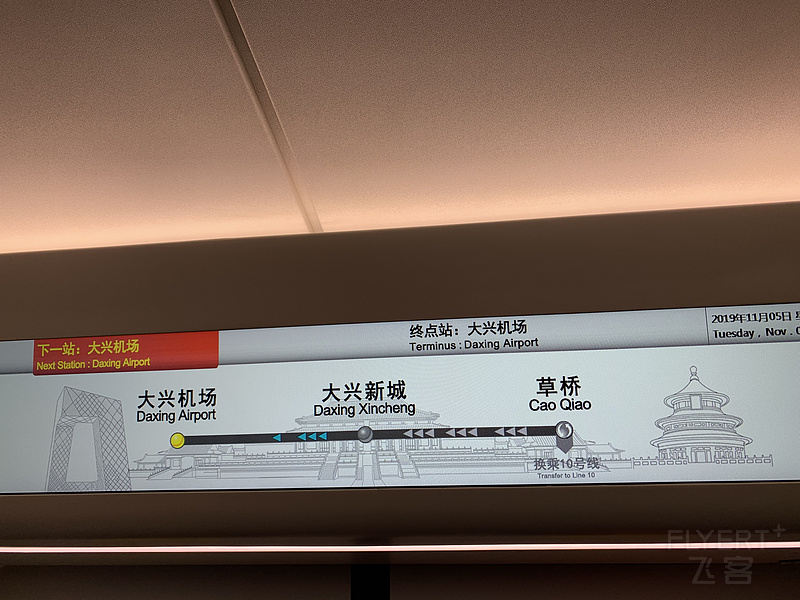 下一站：大兴机场
Next Station : Daxing Airport
终点站：大兴机场
Terminus : Daxing Airport
2019年11月05日
Tuesday , Nov .
大兴机场
Daxing Airport
大兴新城
Daxing Xincheng
草桥
Cao Qiao
换乘10号线
Transfer to Line 10
FLYERT+
飞客